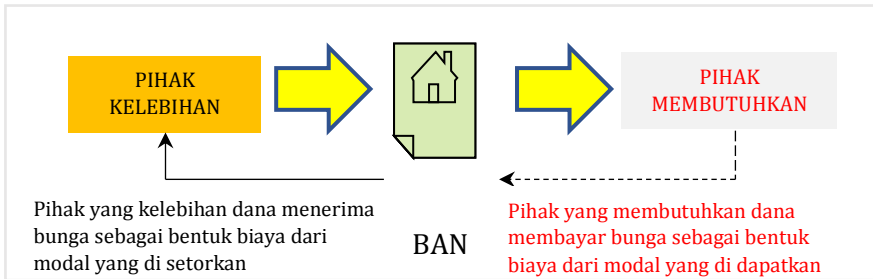 PIHAK
KELEBIHAN
PIHAK
MEMBUTUHKAN
Pihak yang kelebihan dana menerima
bunga sebagai bentuk biaya dari
modal yang di setorkan
BAN
Pihak yang membutuhkan dana
membayar bunga sebagai bentuk
biaya dari modal yang di dapatkan